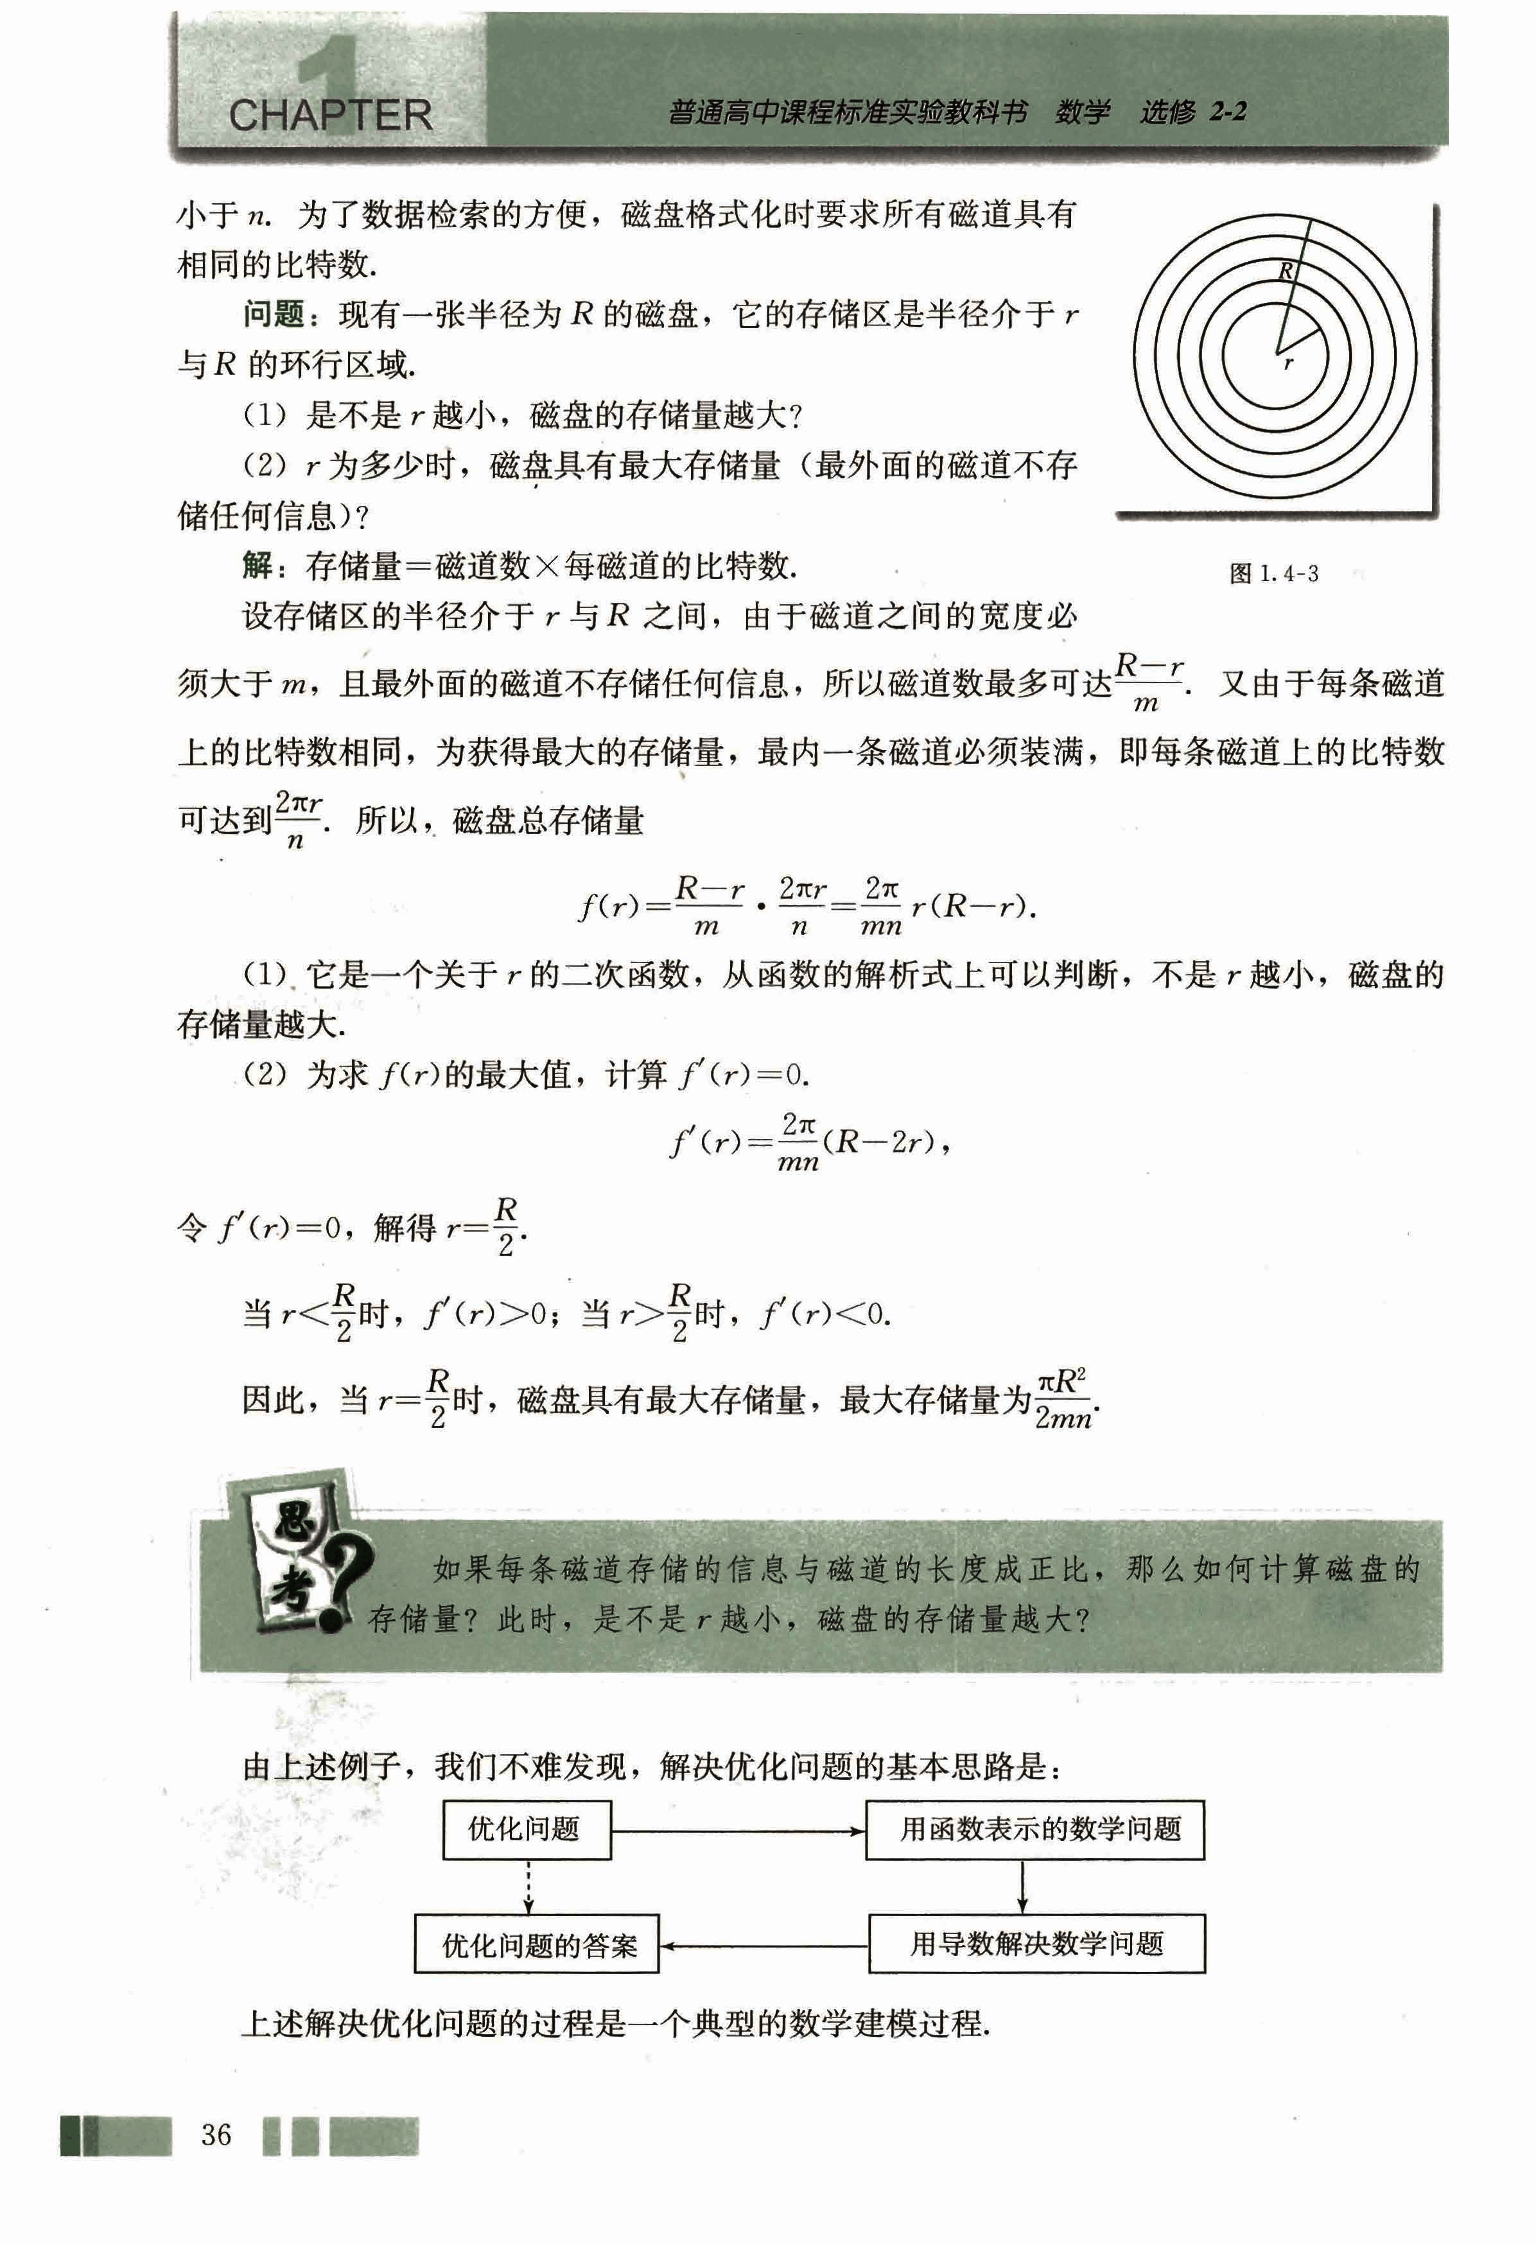 1
CHAPTER
普通高中课程标准实验教科书 数学 选修 2-2
小于 n. 为了数据检索的方便，磁盘格式化时要求所有磁道具有
相同的比特数.
问题：现有一张半径为 R 的磁盘，它的存储区是半径介于 r
与 R 的环行区域.
（1）是不是 r 越小，磁盘的存储量越大？
（2）r 为多少时，磁盘具有最大存储量（最外面的磁道不存
储任何信息）？
R
r
图 1.4-3
解：存储量＝磁道数×每磁道的比特数.
设存储区的半径介于 r 与 R 之间，由于磁道之间的宽度必
须大于 m，且最外面的磁道不存储任何信息，所以磁道数最多可达(R－r)/m. 又由于每条磁道
上的比特数相同，为获得最大的存储量，最内一条磁道必须装满，即每条磁道上的比特数
可达到2πr/n. 所以，磁盘总存储量
f(r)＝(R－r)/m · 2πr/n＝2π/mn r(R－r).
（1）它是一个关于 r 的二次函数，从函数的解析式上可以判断，不是 r 越小，磁盘的
存储量越大.
（2）为求 f(r)的最大值，计算 f′(r)＝0.
f′(r)＝2π/mn(R－2r)，
令 f′(r)＝0，解得 r＝R/2.
当 r＜R/2时，f′(r)＞0；当 r＞R/2时，f′(r)＜0.
因此，当 r＝R/2时，磁盘具有最大存储量，最大存储量为πR²/2mn.
思考？
如果每条磁道存储的信息与磁道的长度成正比，那么如何计算磁盘的
存储量？此时，是不是 r 越小，磁盘的存储量越大？
由上述例子，我们不难发现，解决优化问题的基本思路是：
优化问题
用函数表示的数学问题
优化问题的答案
用导数解决数学问题
上述解决优化问题的过程是一个典型的数学建模过程.
36